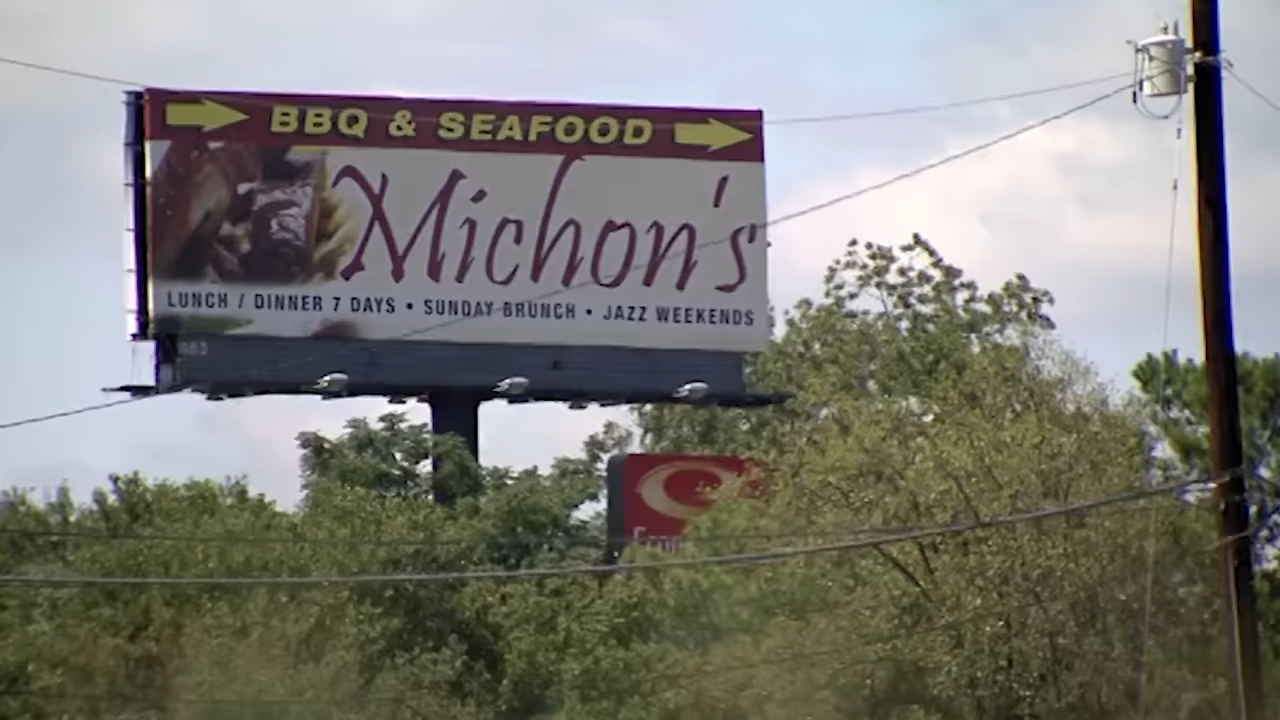 BBQ & SEAFOOD
Michon's
LUNCH / DINNER 7 DAYS • SUNDAY BRUNCH • JAZZ WEEKENDS